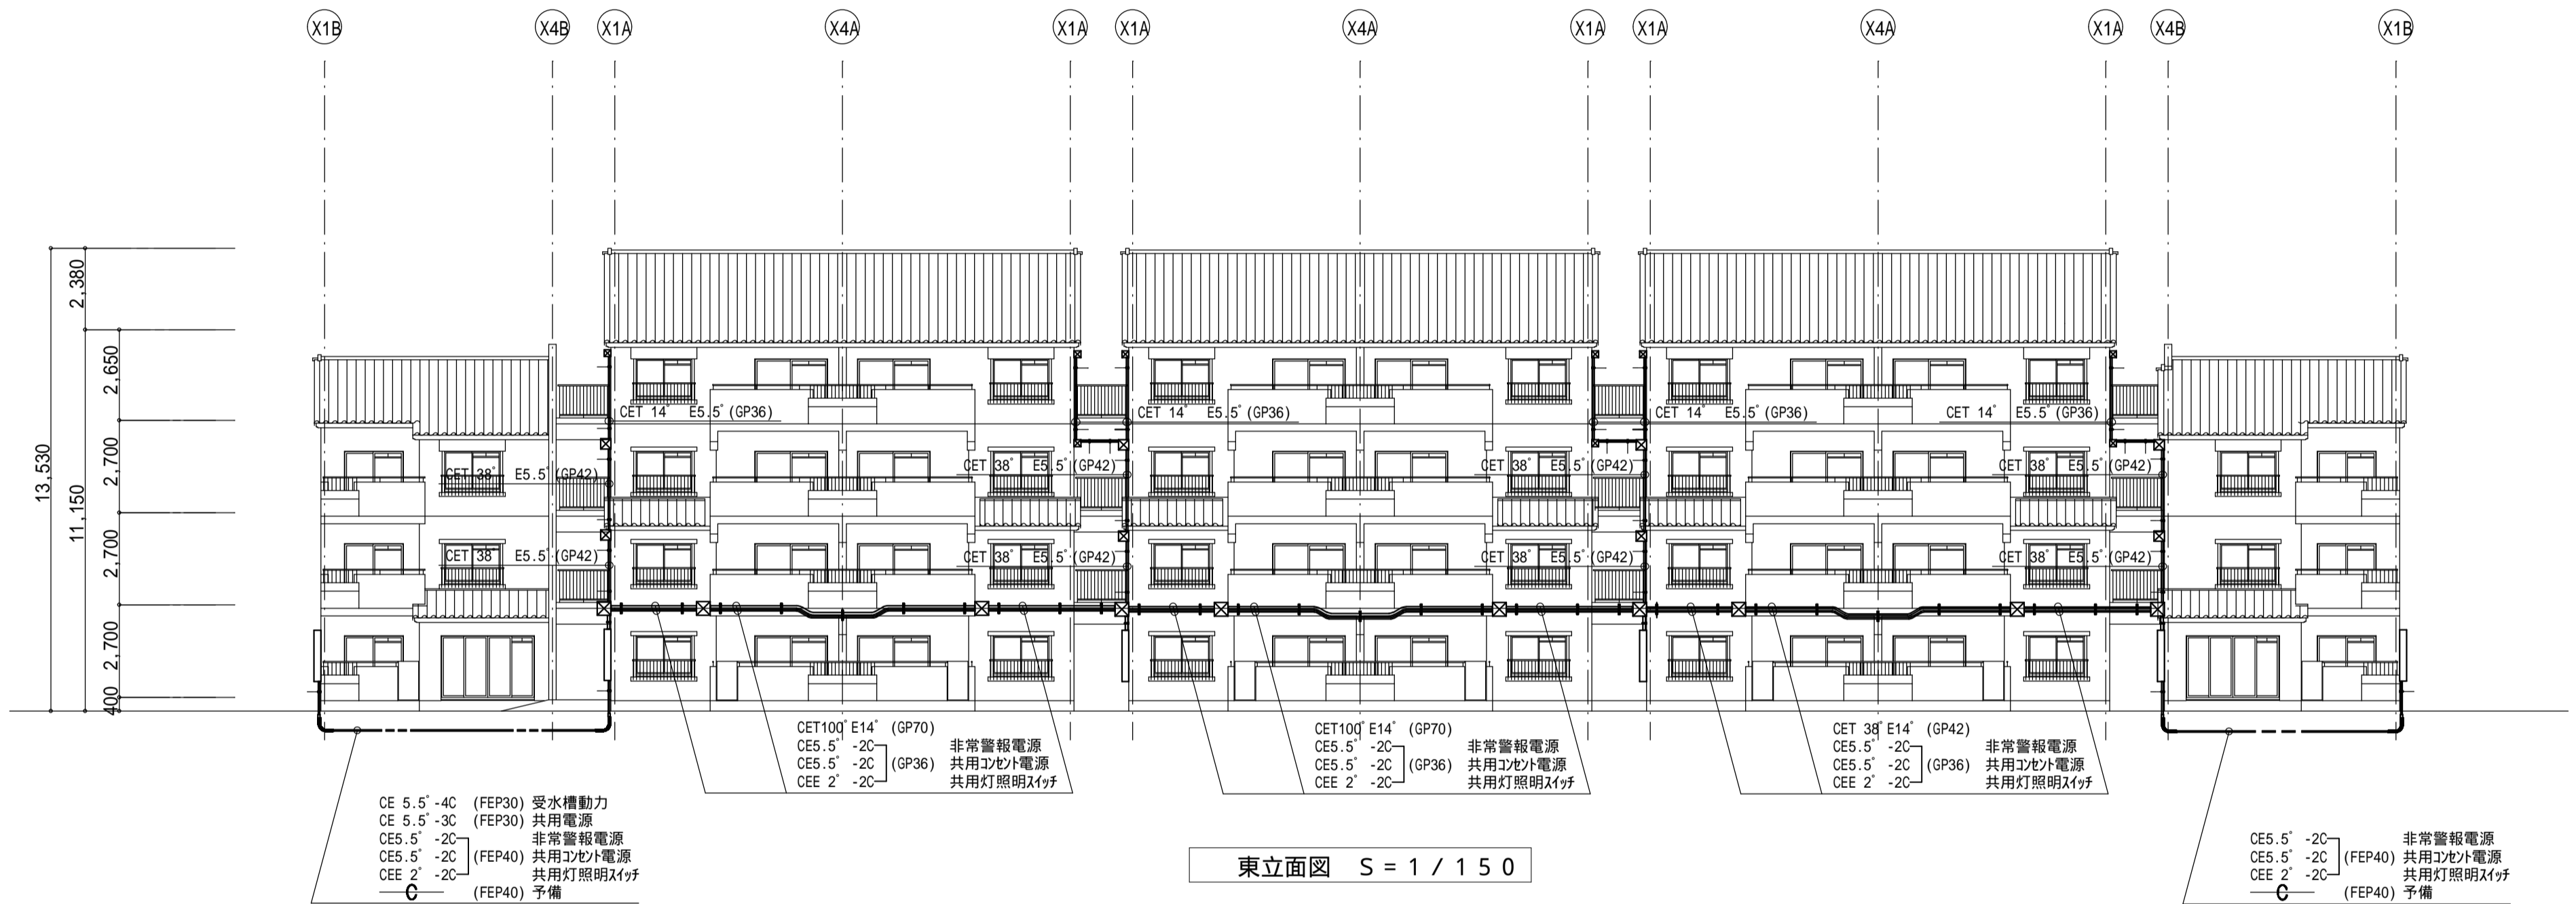 X1B X4B X1A X4A X1A X1A X4A X1A X1A X4A X1A X4B X1B
2,380
13,530
2,650
11,150
2,700
2,700
2,700
400
CET 14° E5.5°(GP36)
CET 14° E5.5°(GP36)
CET 14° E5.5°(GP36)
CET 14° E5.5°(GP36)
CET 38° E5.5°(GP42)
CET 38° E5.5°(GP42)
CET 38° E5.5°(GP42)
CET 38° E5.5°(GP42)
CET 38° E5.5°(GP42)
CET 38° E5.5°(GP42)
CET 38° E5.5°(GP42)
CET 38° E5.5°(GP42)
CET100°E14° (GP70)
CE5.5° -2C 非常警報電源
CE5.5° -2C (GP36) 共用コンセント電源
CEE 2° -2C 共用灯照明スイッチ
CET100°E14° (GP70)
CE5.5° -2C 非常警報電源
CE5.5° -2C (GP36) 共用コンセント電源
CEE 2° -2C 共用灯照明スイッチ
CET 38°E14° (GP42)
CE5.5° -2C 非常警報電源
CE5.5° -2C (GP36) 共用コンセント電源
CEE 2° -2C 共用灯照明スイッチ
CE 5.5°-4C (FEP30) 受水槽動力
CE 5.5°-3C (FEP30) 共用電源
CE5.5° -2C 非常警報電源
CE5.5° -2C (FEP40) 共用コンセント電源
CEE 2° -2C 共用灯照明スイッチ
C (FEP40) 予備
東立面図 S=1/150
CE5.5° -2C 非常警報電源
CE5.5° -2C (FEP40) 共用コンセント電源
CEE 2° -2C 共用灯照明スイッチ
C (FEP40) 予備